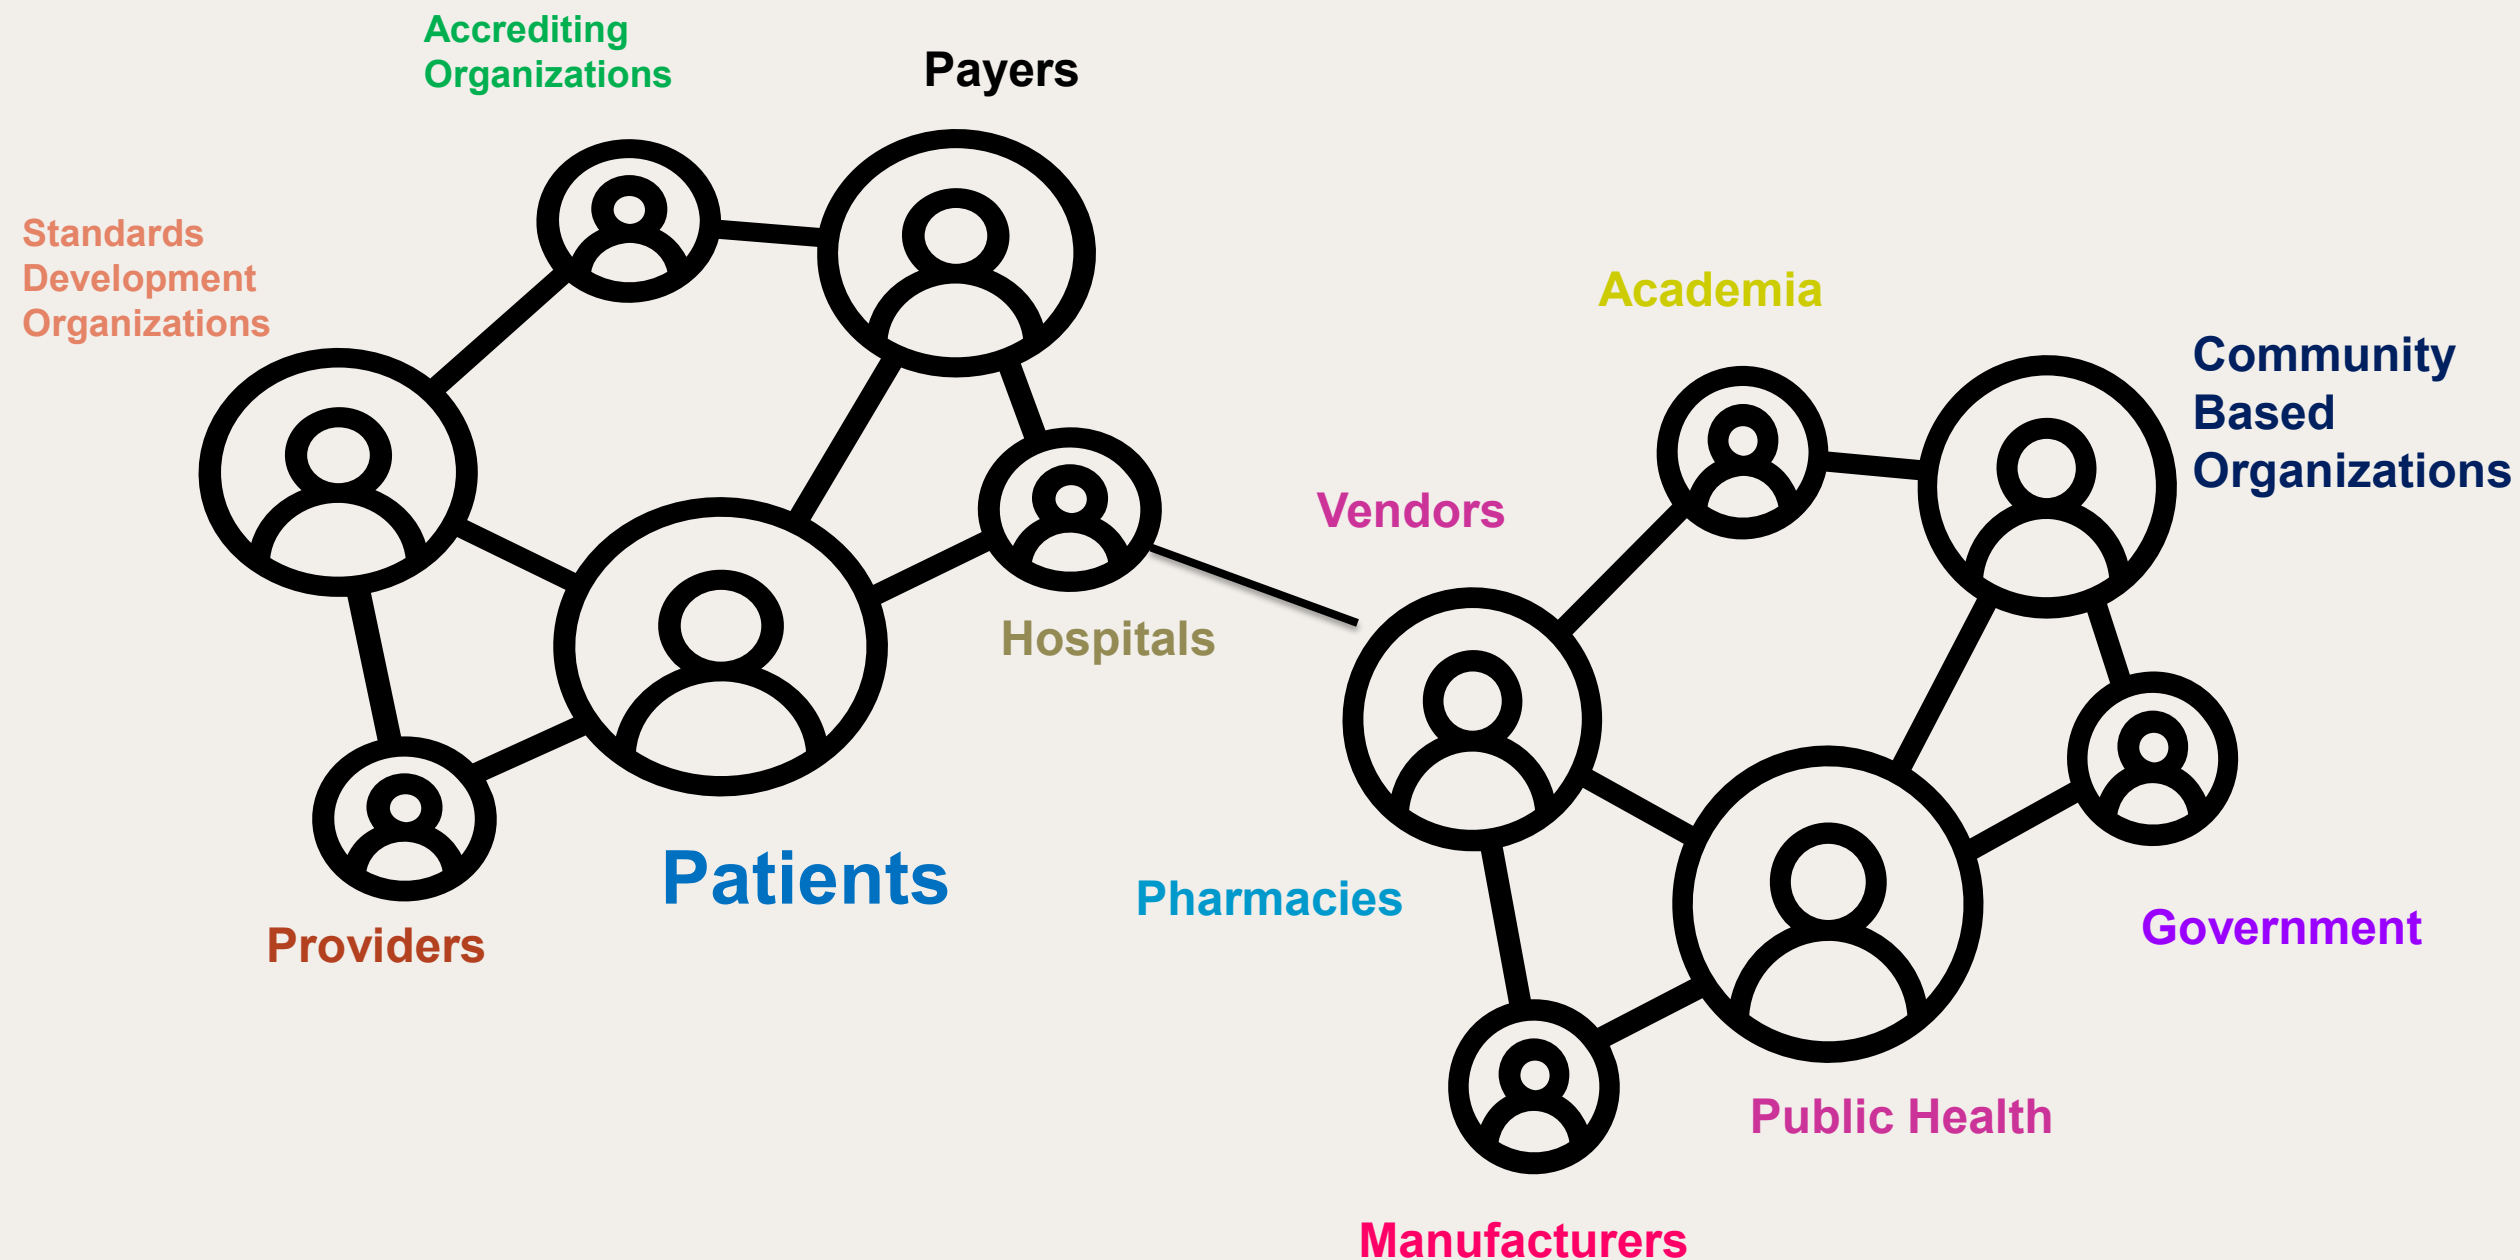 Accrediting
Organizations
Payers
Standards
Development
Organizations
Academia
Community
Based
Organizations
Vendors
Hospitals
Patients
Pharmacies
Providers
Government
Public Health
Manufacturers